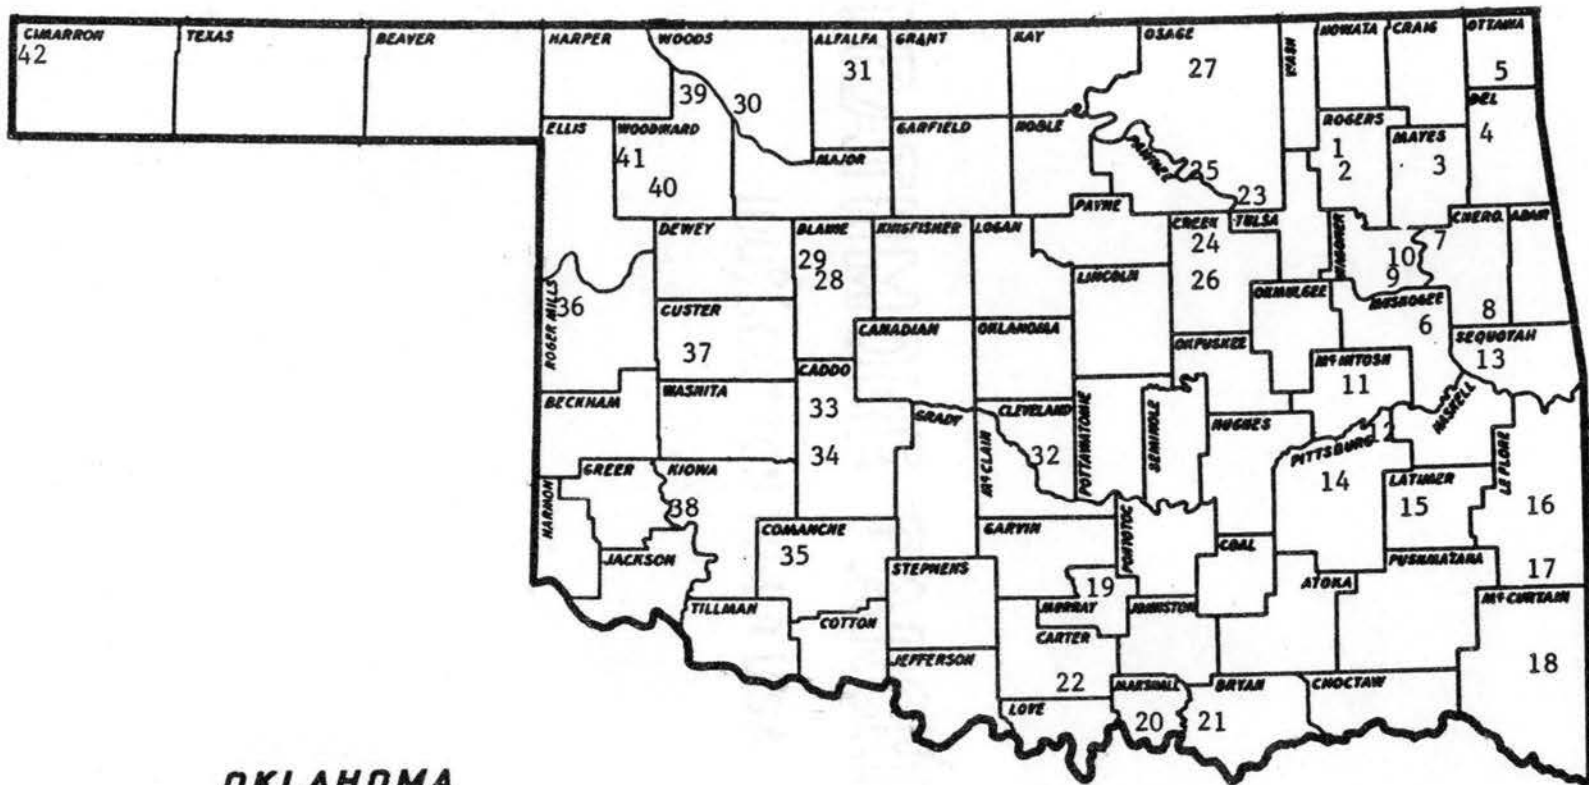 CIMARRON
42
TEXAS
BEAVER
HARPER
WOODS
ALFALFA
GRANT
KAY
OSAGE
WASH
NOWATA
CRAIG
OTTAWA
39
30
31
27
5
ELLIS
WOODWARD
41
40
MAJOR
GARFIELD
NOBLE
PAWNEE
25
23
ROGERS
1
2
MAYES
3
DEL
4
DEWEY
BLAINE
29
28
KINGFISHER
LOGAN
PAYNE
LINCOLN
CREEK
24
26
TULSA
WAGONER
10
9
CHERO.
7
8
ADAIR
ROGER MILLS
36
CUSTER
37
CANADIAN
OKLAHOMA
OKFUSKEE
OKMULGEE
MUSKOGEE
6
SEQUOYAH
13
BECKHAM
WASHITA
CADDO
33
34
GRADY
McCLAIN
CLEVELAND
32
POTTAWATOMIE
SEMINOLE
HUGHES
McINTOSH
11
PITTSBURG
12
14
HASKELL
LE FLORE
16
17
LATIMER
15
HARMON
GREER
KIOWA
38
JACKSON
COMANCHE
35
TILLMAN
COTTON
STEPHENS
JEFFERSON
GARVIN
19
MURRAY
CARTER
22
LOVE
PONTOTOC
JOHNSTON
MARSHALL
20
COAL
ATOKA
BRYAN
21
PUSHMATAHA
CHOCTAW
McCURTAIN
18
OKLAHOMA